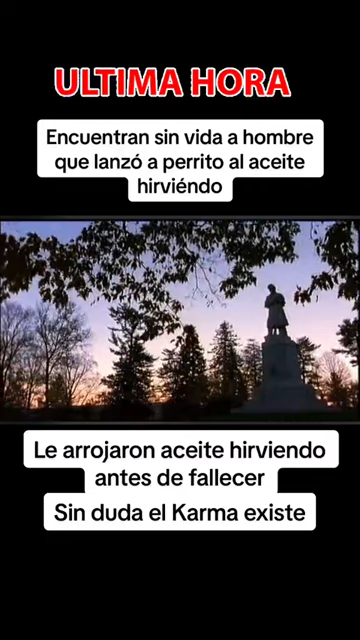 ULTIMA HORA
Encuentran sin vida a hombre
que lanzó a perrito al aceite
hirviéndo
Le arrojaron aceite hirviendo
antes de fallecer
Sin duda el Karma existe